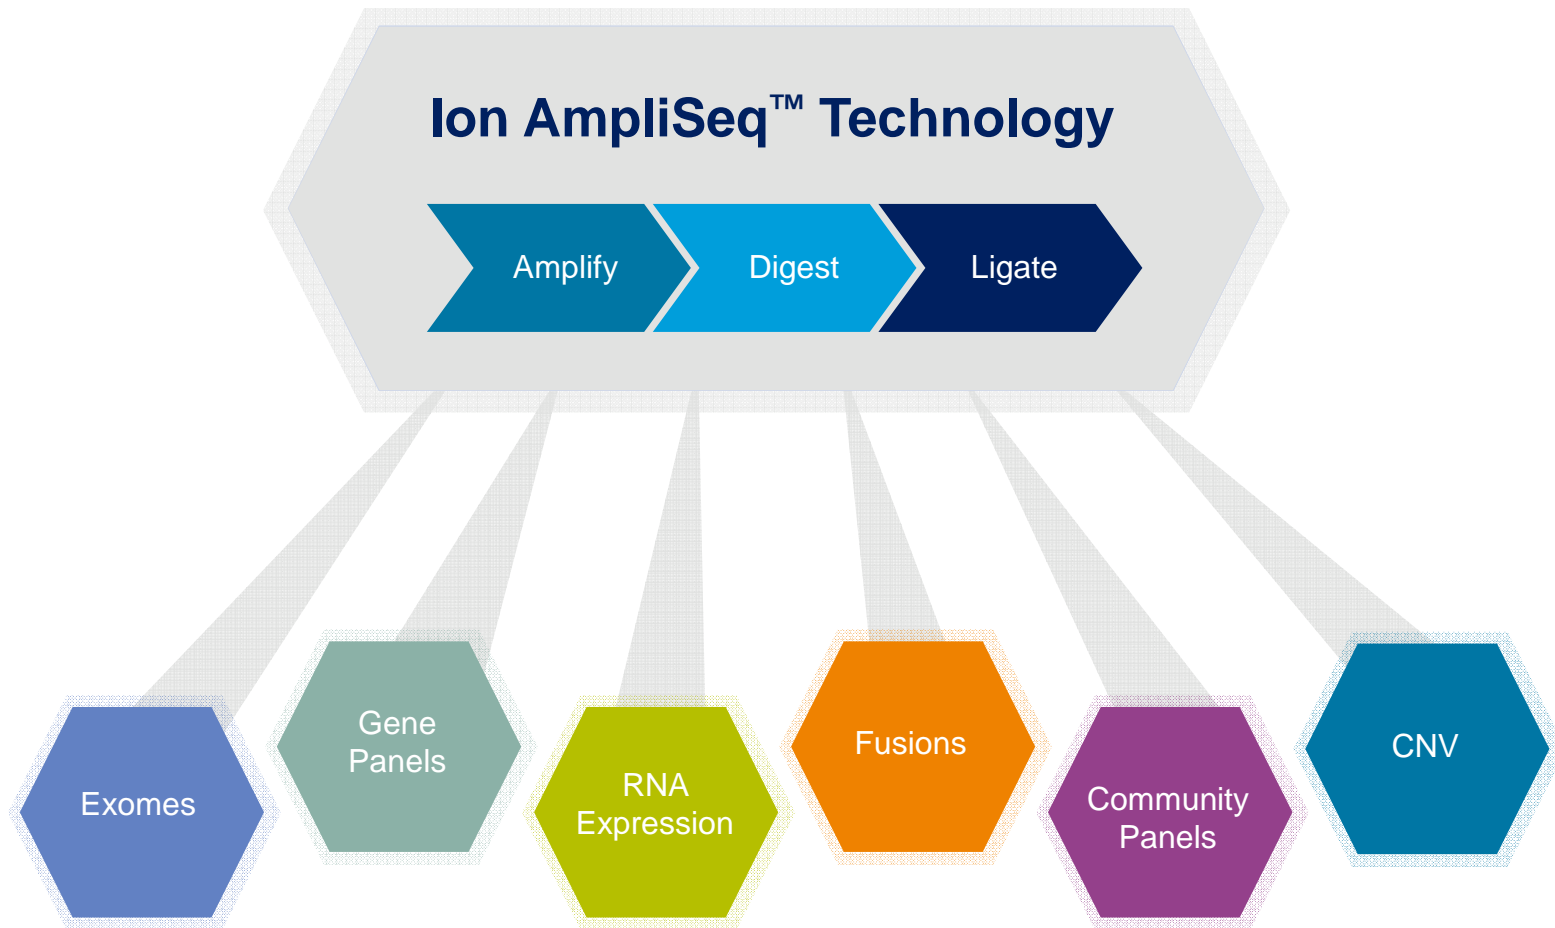 Ion AmpliSeq™ Technology
Amplify
Digest
Ligate
Exomes
Gene
Panels
RNA
Expression
Fusions
Community
Panels
CNV